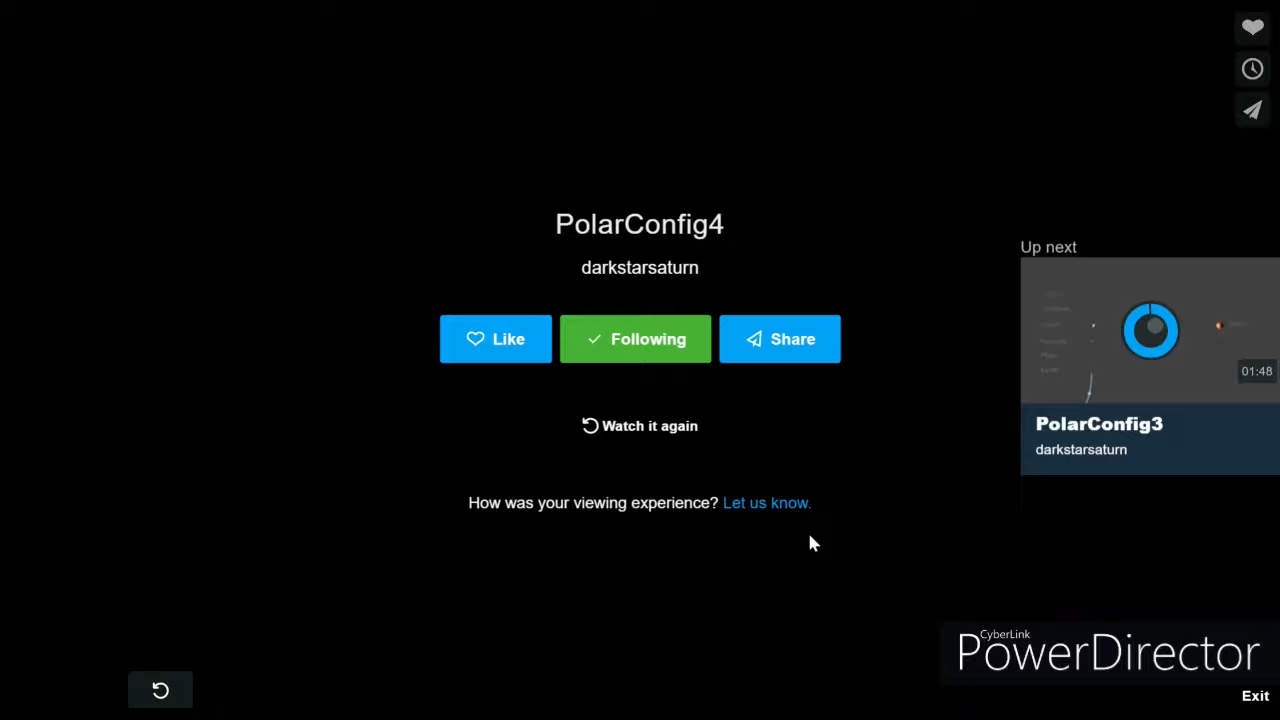 PolarConfig4
darkstarsaturn
Like
Following
Share
Watch it again
How was your viewing experience? Let us know.
Up next
01:48
PolarConfig3
darkstarsaturn
CyberLink
PowerDirector
Exit